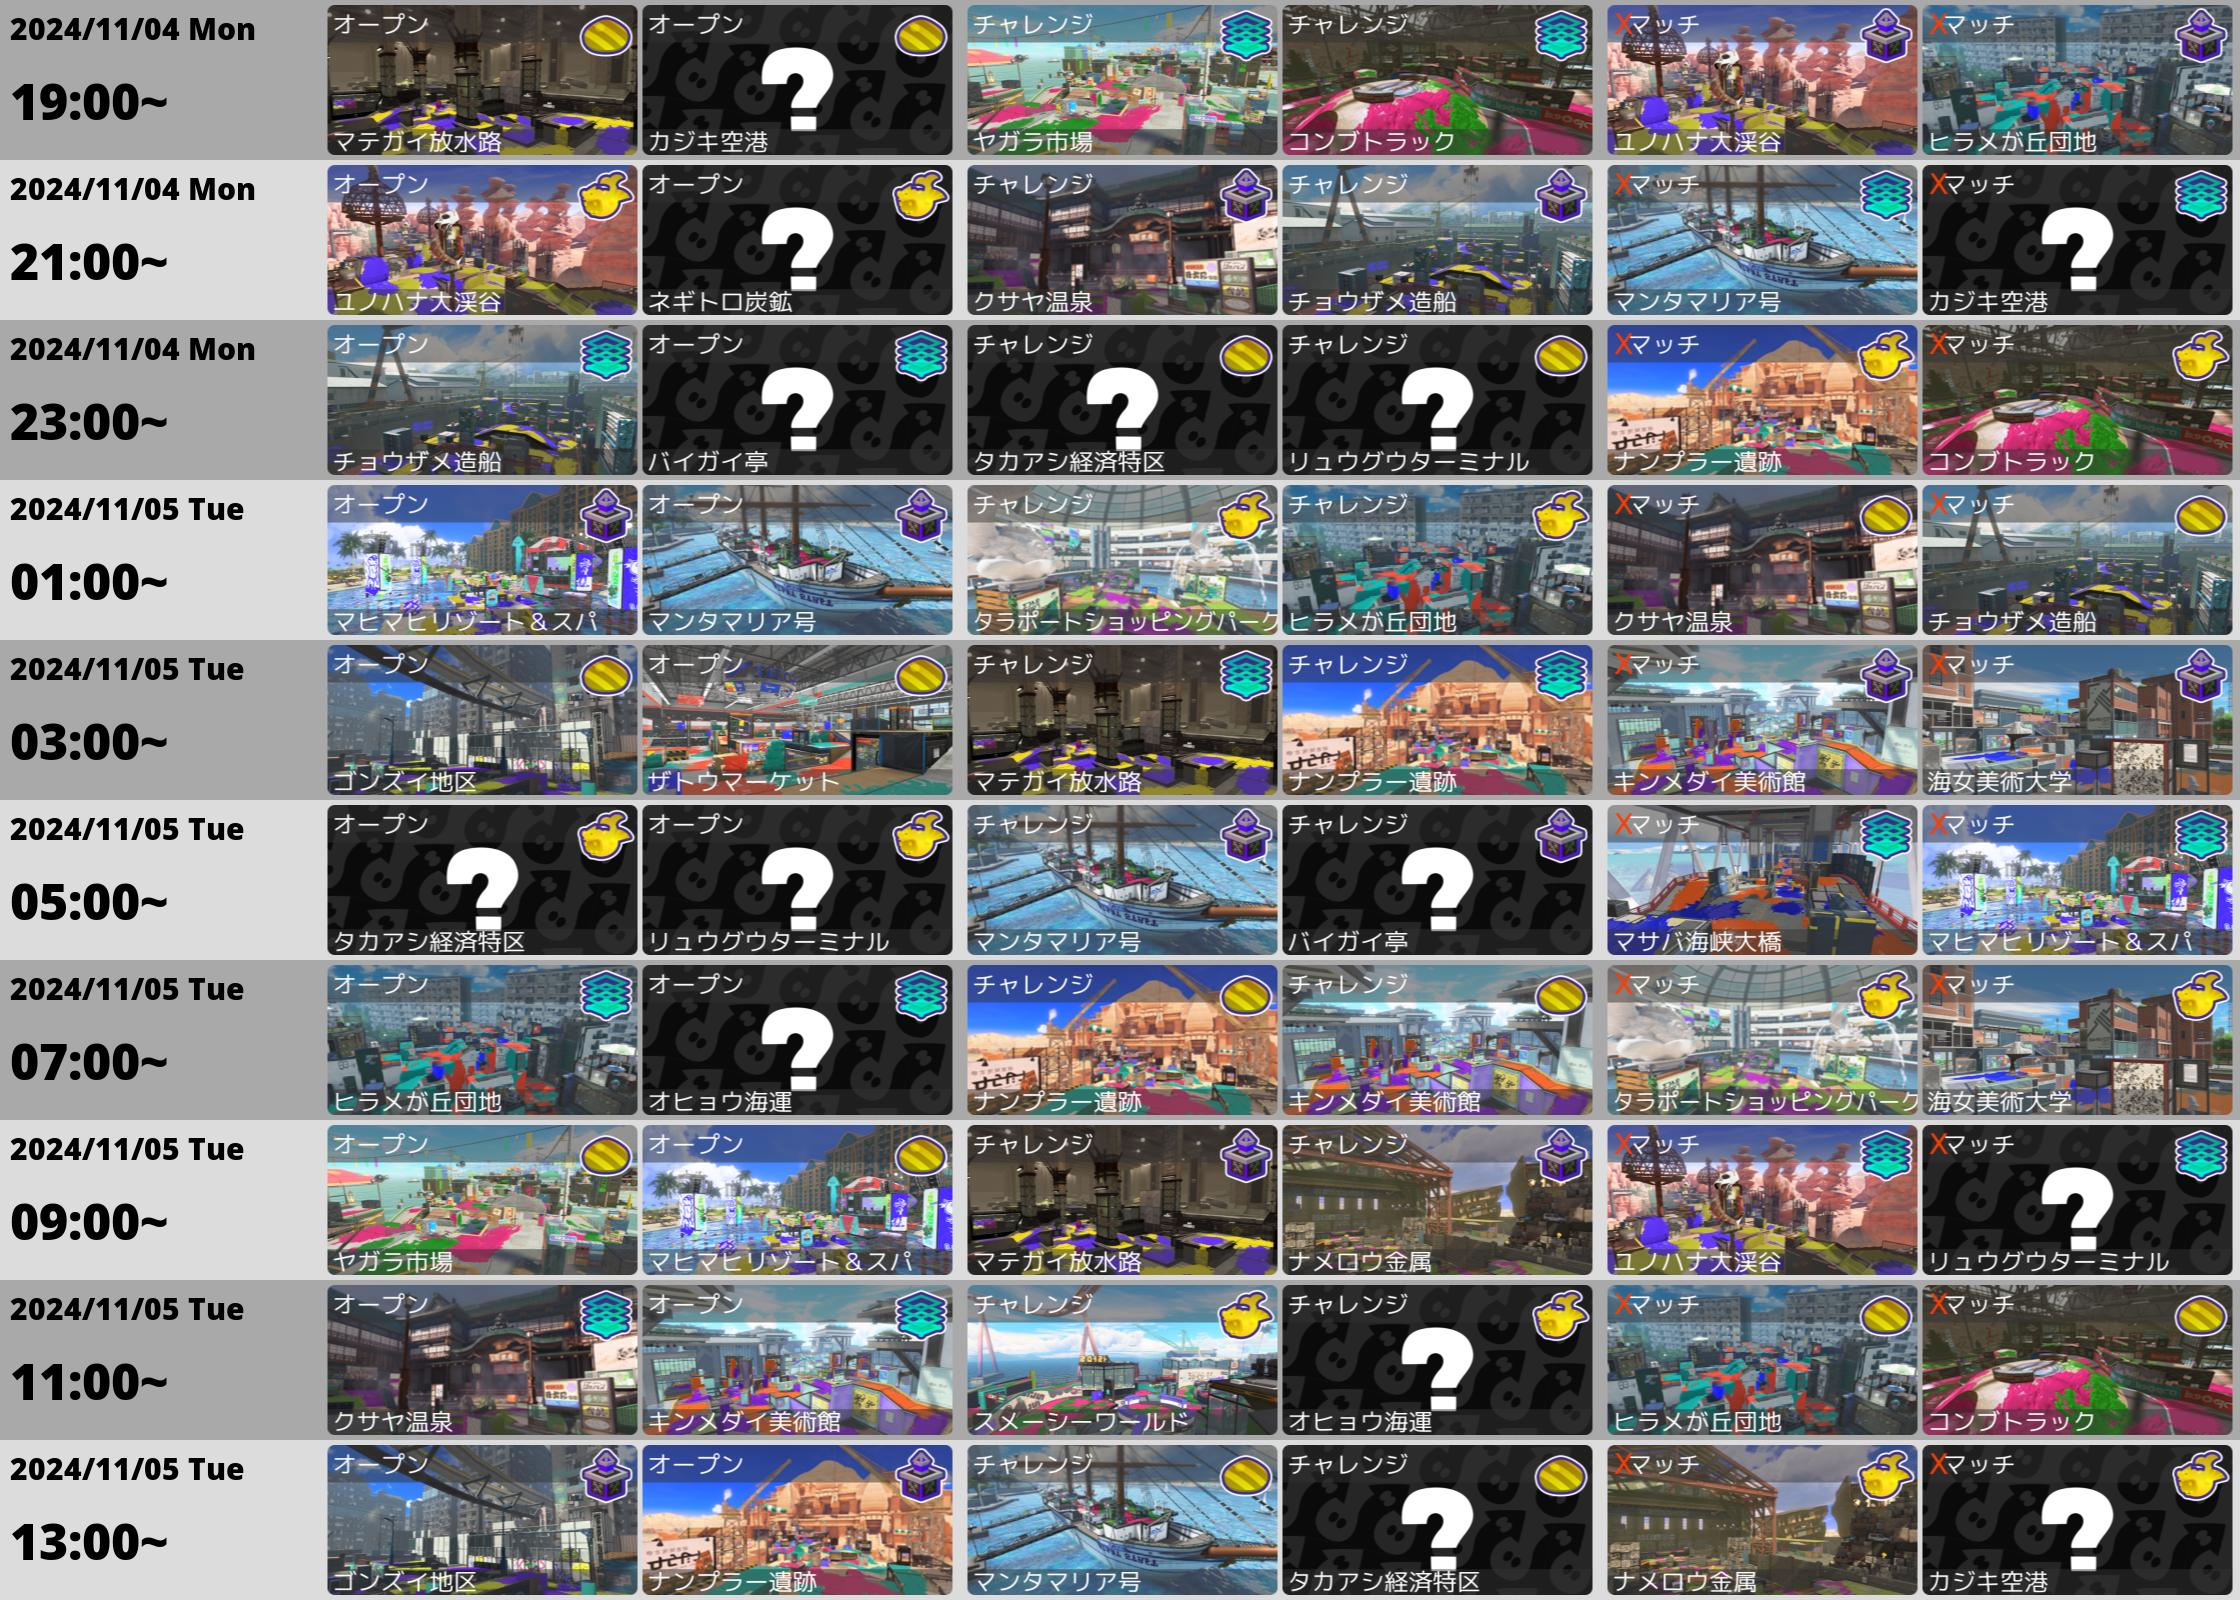 2024/11/04 Mon
19:00~
オープン
マテガイ放水路
オープン
カジキ空港
チャレンジ
ヤガラ市場
チャレンジ
コンブトラック
Xマッチ
ユノハナ大渓谷
Xマッチ
ヒラメが丘団地
2024/11/04 Mon
21:00~
オープン
ユノハナ大渓谷
オープン
ネギトロ炭鉱
チャレンジ
クサヤ温泉
チャレンジ
チョウザメ造船
Xマッチ
マンタマリア号
Xマッチ
カジキ空港
2024/11/04 Mon
23:00~
オープン
チョウザメ造船
オープン
バイガイ亭
チャレンジ
タカアシ経済特区
チャレンジ
リュウグウターミナル
Xマッチ
ナンプラー遺跡
Xマッチ
コンブトラック
2024/11/05 Tue
01:00~
オープン
マヒマヒリゾート＆スパ
オープン
マンタマリア号
チャレンジ
タラポートショッピングパーク
チャレンジ
ヒラメが丘団地
Xマッチ
クサヤ温泉
Xマッチ
チョウザメ造船
2024/11/05 Tue
03:00~
オープン
ゴンズイ地区
オープン
ザトウマーケット
チャレンジ
マテガイ放水路
チャレンジ
ナンプラー遺跡
Xマッチ
キンメダイ美術館
Xマッチ
海女美術大学
2024/11/05 Tue
05:00~
オープン
タカアシ経済特区
オープン
リュウグウターミナル
チャレンジ
マンタマリア号
チャレンジ
バイガイ亭
Xマッチ
マサバ海峡大橋
Xマッチ
マヒマヒリゾート＆スパ
2024/11/05 Tue
07:00~
オープン
ヒラメが丘団地
オープン
オヒョウ海運
チャレンジ
ナンプラー遺跡
チャレンジ
キンメダイ美術館
Xマッチ
タラポートショッピングパーク
Xマッチ
海女美術大学
2024/11/05 Tue
09:00~
オープン
ヤガラ市場
オープン
マヒマヒリゾート＆スパ
チャレンジ
マテガイ放水路
チャレンジ
ナメロウ金属
Xマッチ
ユノハナ大渓谷
Xマッチ
リュウグウターミナル
2024/11/05 Tue
11:00~
オープン
クサヤ温泉
オープン
キンメダイ美術館
チャレンジ
スメーシーワールド
チャレンジ
オヒョウ海運
Xマッチ
ヒラメが丘団地
Xマッチ
コンブトラック
2024/11/05 Tue
13:00~
オープン
ゴンズイ地区
オープン
ナンプラー遺跡
チャレンジ
マンタマリア号
チャレンジ
タカアシ経済特区
Xマッチ
ナメロウ金属
Xマッチ
カジキ空港